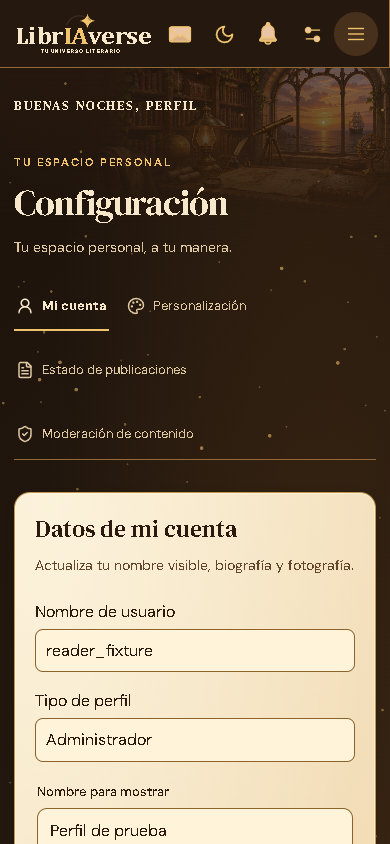 LibrIAverse
TU UNIVERSO LITERARIO
BUENAS NOCHES, PERFIL
TU ESPACIO PERSONAL
Configuración
Tu espacio personal, a tu manera.
Mi cuenta
Personalización
Estado de publicaciones
Moderación de contenido
Datos de mi cuenta
Actualiza tu nombre visible, biografía y fotografía.
Nombre de usuario
reader_fixture
Tipo de perfil
Administrador
Nombre para mostrar
Perfil de prueba